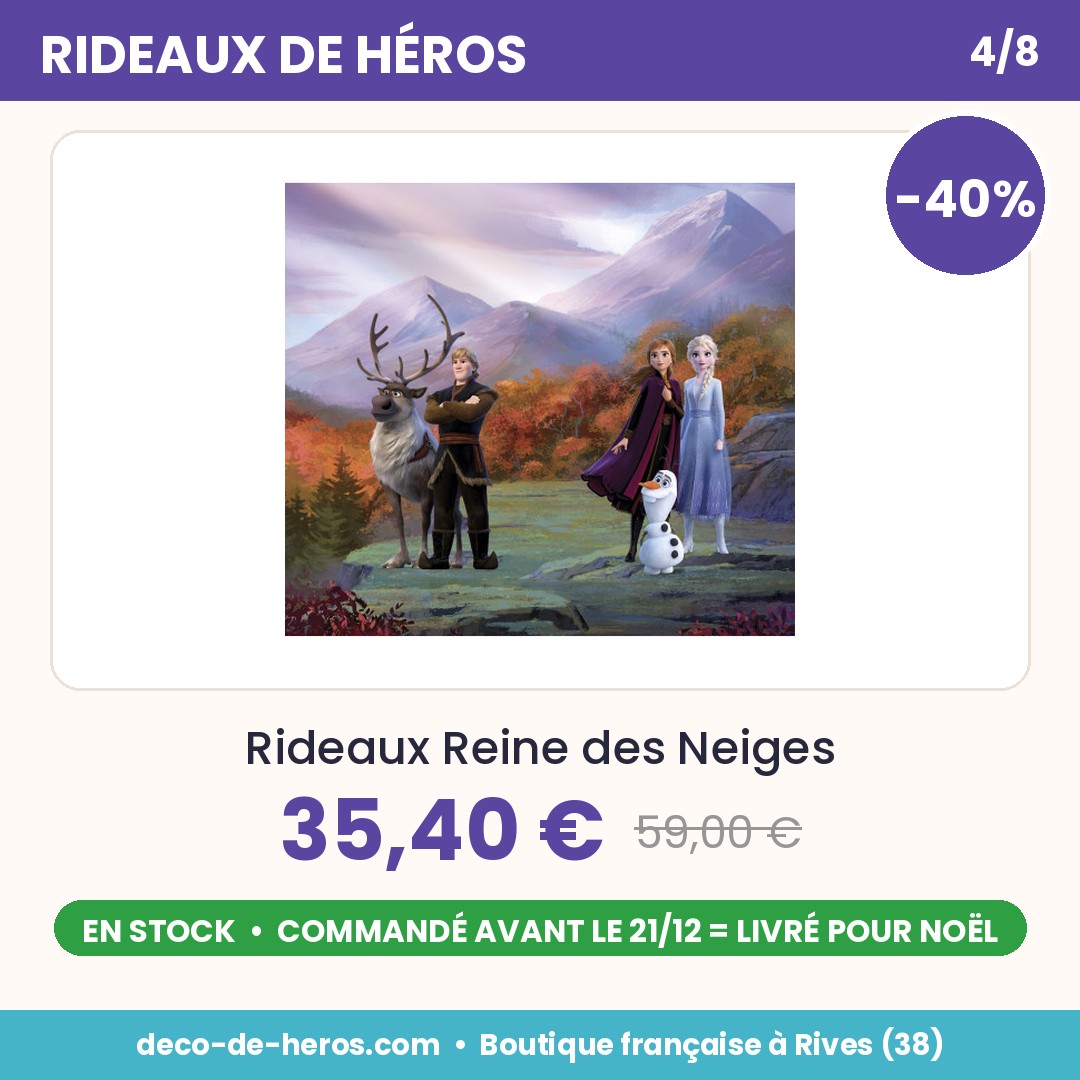 RIDEAUX DE HÉROS
4/8
-40%
Rideaux Reine des Neiges
35,40 € 59,00 €
EN STOCK • COMMANDÉ AVANT LE 21/12 = LIVRÉ POUR NOËL
deco-de-heros.com • Boutique française à Rives (38)